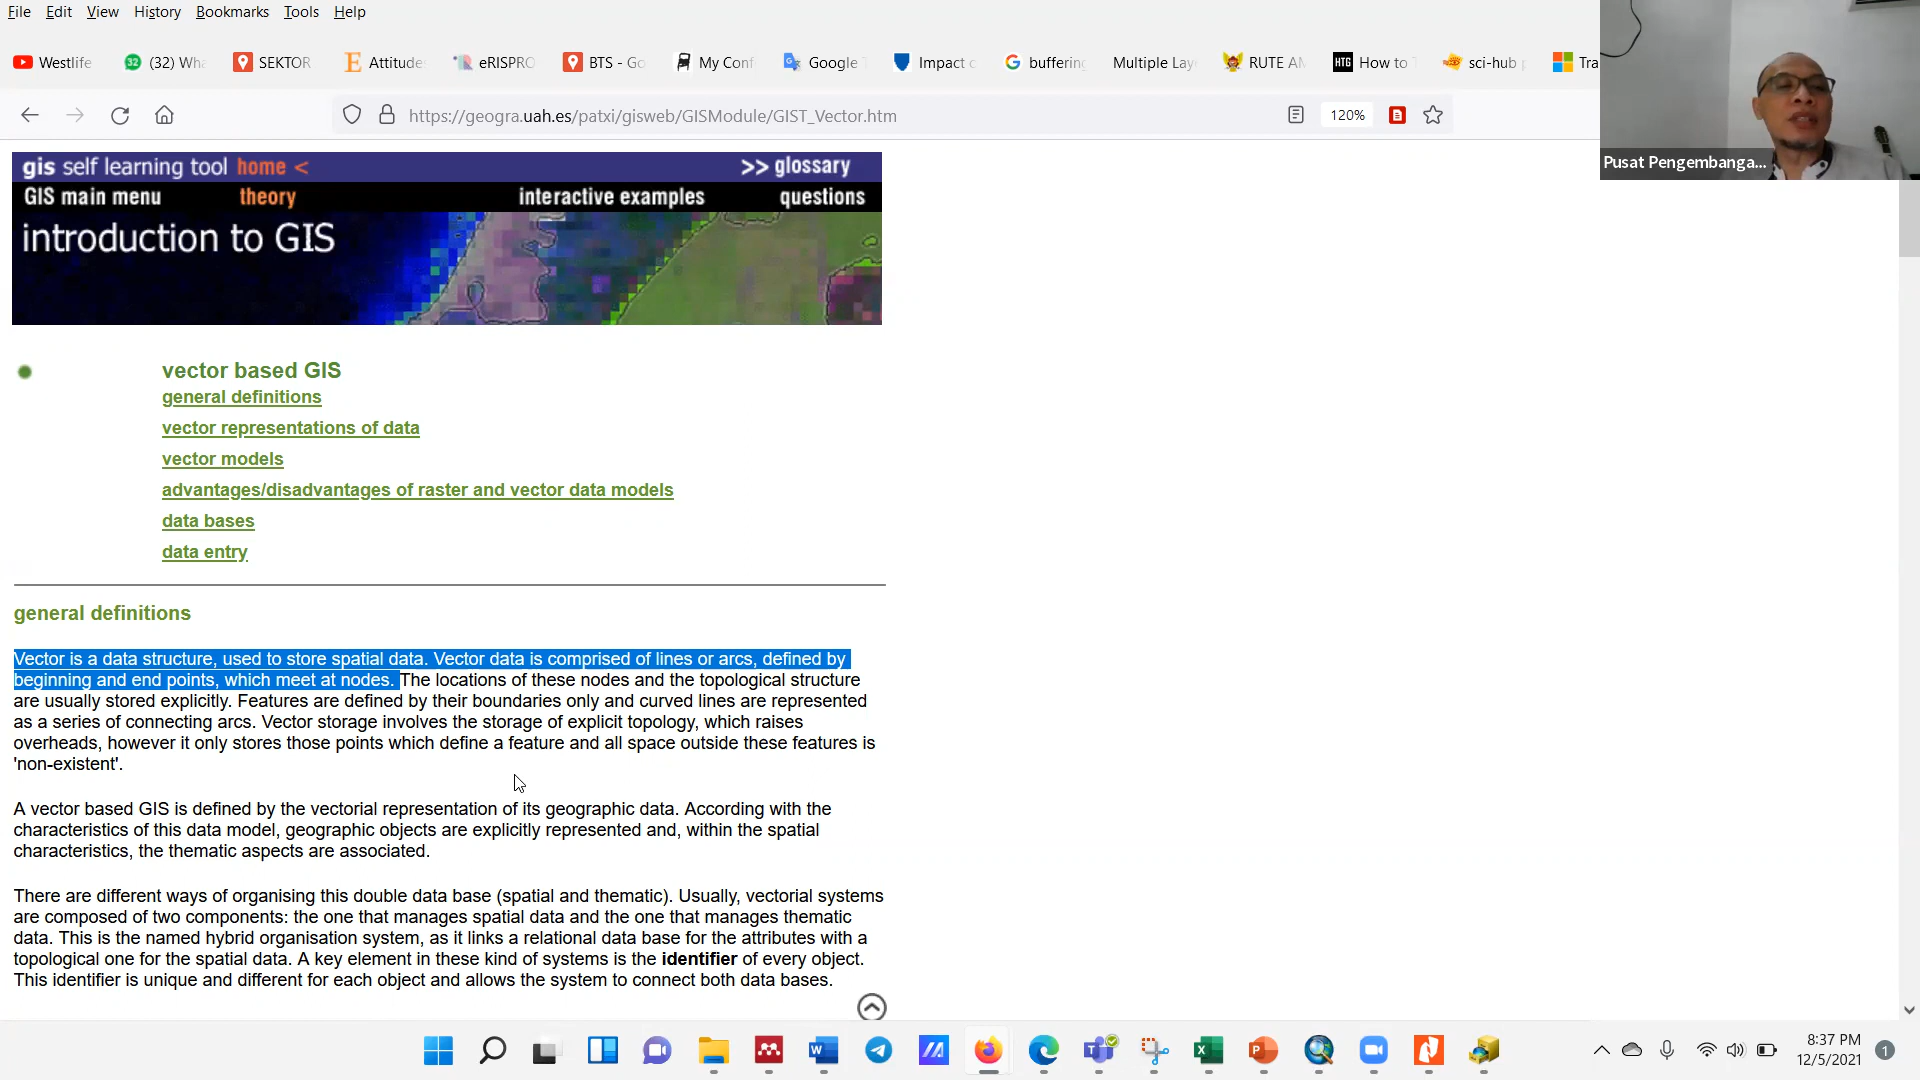 File Edit View History Bookmarks Tools Help
Westlife (32) Wh SEKTOR Attitude eRISPRO BTS - Go My Conf Google Impact buffering Multiple Lay RUTE How to sci-hub Tra
https://geogra.uah.es/patxi/gisweb/GISModule/GIST_Vector.htm 120%
Pusat Pengembanga...
gis self learning tool home < >> glossary
GIS main menu theory interactive examples questions
introduction to GIS
vector based GIS
general definitions
vector representations of data
vector models
advantages/disadvantages of raster and vector data models
data bases
data entry
general definitions
Vector is a data structure, used to store spatial data. Vector data is comprised of lines or arcs, defined by
beginning and end points, which meet at nodes. The locations of these nodes and the topological structure
are usually stored explicitly. Features are defined by their boundaries only and curved lines are represented
as a series of connecting arcs. Vector storage involves the storage of explicit topology, which raises
overheads, however it only stores those points which define a feature and all space outside these features is
'non-existent'.
A vector based GIS is defined by the vectorial representation of its geographic data. According with the
characteristics of this data model, geographic objects are explicitly represented and, within the spatial
characteristics, the thematic aspects are associated.
There are different ways of organising this double data base (spatial and thematic). Usually, vectorial systems
are composed of two components: the one that manages spatial data and the one that manages thematic
data. This is the named hybrid organisation system, as it links a relational data base for the attributes with a
topological one for the spatial data. A key element in these kind of systems is the identifier of every object.
This identifier is unique and different for each object and allows the system to connect both data bases.
8:37 PM
12/5/2021 1